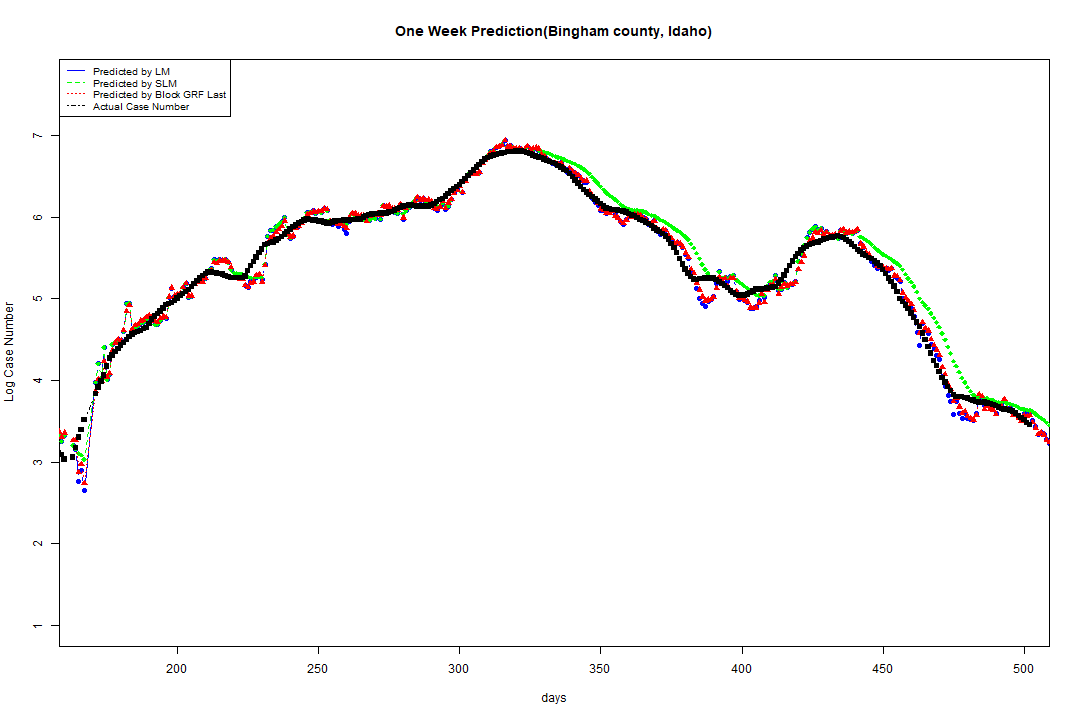 One Week Prediction(Bingham county, Idaho)
Predicted by LM
Predicted by SLM
Predicted by Block GRF Last
Actual Case Number
7
6
5
4
3
2
1
Log Case Number
200 250 300 350 400 450 500
days